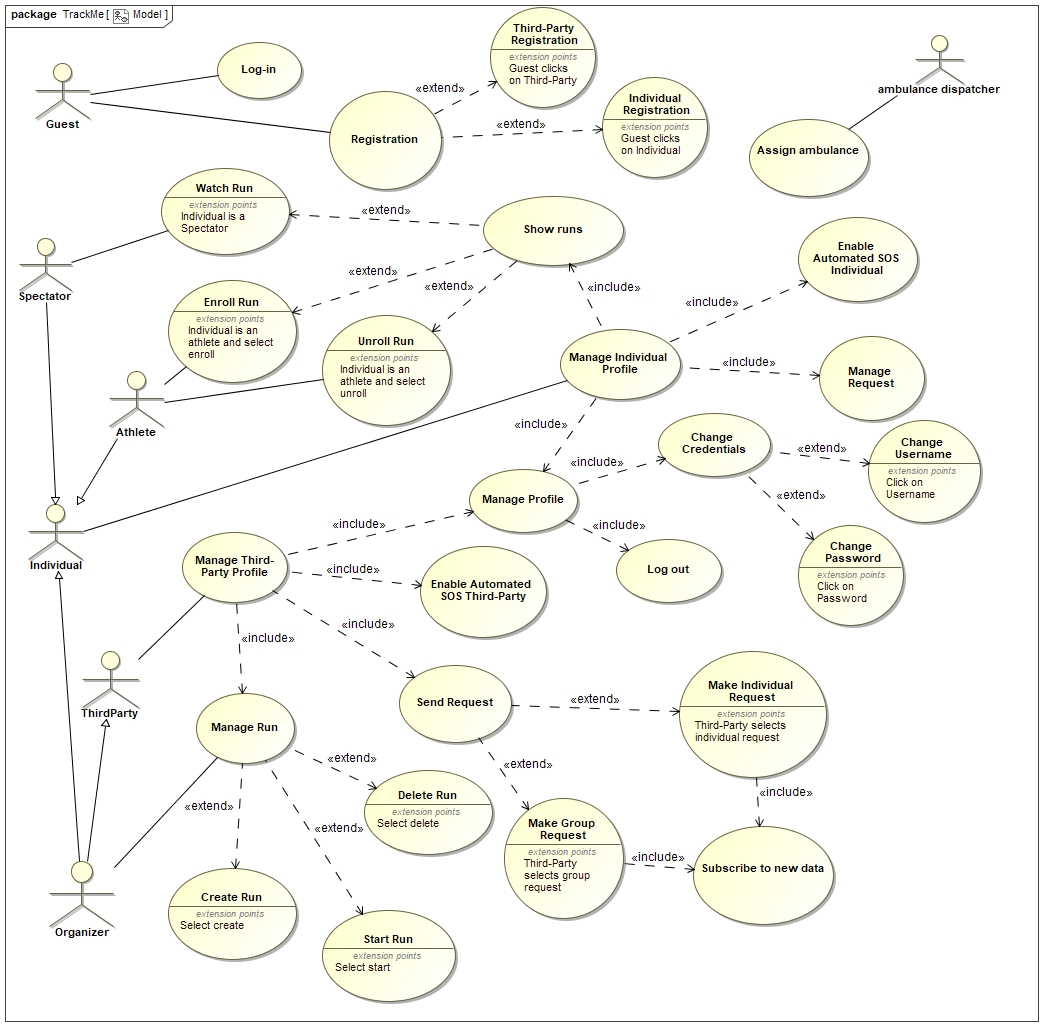 package TrackMe [ Model ]
Third-Party
Registration
extension points
Guest clicks
on Third-Party
Log-in
Guest
«extend»
Registration
«extend»
Individual
Registration
extension points
Guest clicks
on Individual
ambulance dispatcher
Assign ambulance
Watch Run
extension points
Individual is a
Spectator
«extend»
Show runs
Spectator
«extend»
«extend»
«include»
«include»
Enable
Automated SOS
Individual
Enroll Run
extension points
Individual is an
athlete and select
enroll
Unroll Run
extension points
Individual is an
athlete and select
unroll
Manage Individual
Profile
«include»
Manage
Request
Athlete
«include»
Change
Credentials
«extend»
Change
Username
extension points
Click on
Username
«include»
Manage Profile
«extend»
«include»
«include»
Individual
Manage Third-
Party Profile
«include»
Enable Automated
SOS Third-Party
Log out
Change
Password
extension points
Click on
Password
«include»
«include»
ThirdParty
Manage Run
Send Request
«extend»
Make Individual
Request
extension points
Third-Party selects
individual request
«extend»
«extend»
«include»
«extend»
«extend»
Delete Run
extension points
Select delete
Make Group
Request
extension points
Third-Party
selects group
request
«include»
Subscribe to new data
Organizer
Create Run
extension points
Select create
Start Run
extension points
Select start